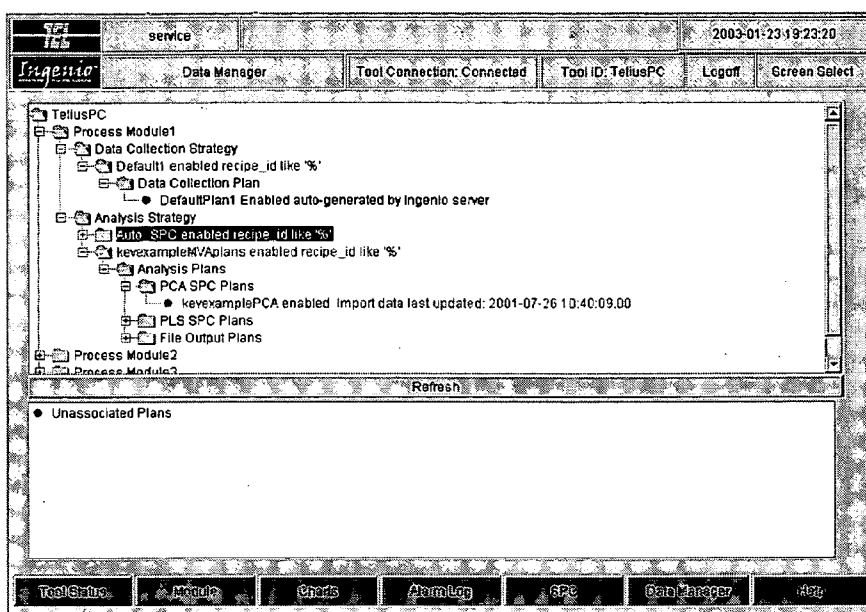 TEL
service
2003-01-23 19:23:20
Ingenio
Data Manager
Tool Connection: Connected
Tool ID: TeliusPC
Logoff
Screen Select
TeliusPC
Process Module1
Data Collection Strategy
Default1 enabled recipe_id like '%'
Data Collection Plan
DefaultPlan1 Enabled auto-generated by Ingenio server
Analysis Strategy
Auto_SPC enabled recipe_id like '%'
kevexampleMVAplans enabled recipe_id like '%'
Analysis Plans
PCA SPC Plans
kevexamplePCA enabled Import data last updated: 2001-07-26 10:40:09.00
PLS SPC Plans
File Output Plans
Process Module2
Process Module3
Refresh
Unassociated Plans
Tool Status
Module
Charts
Alarm Log
SPC
Data Manager
Help